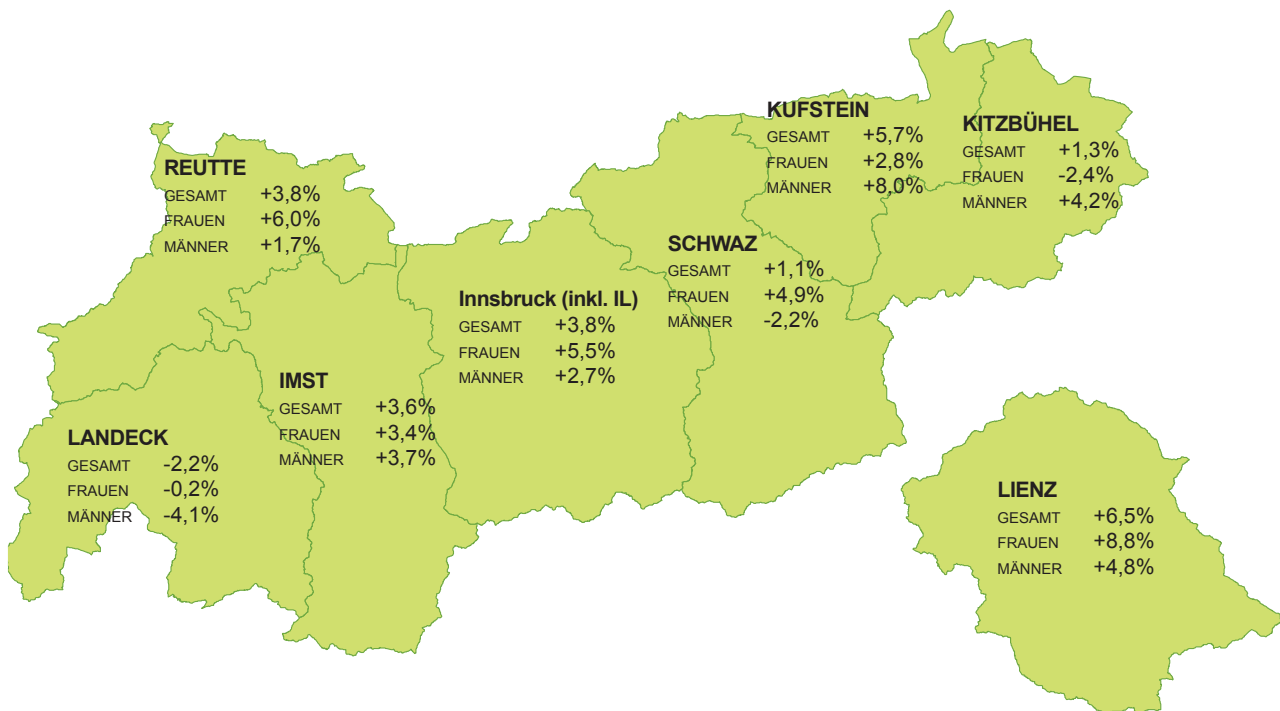 REUTTE
GESAMT +3,8%
FRAUEN +6,0%
MÄNNER +1,7%
KUFSTEIN
GESAMT +5,7%
FRAUEN +2,8%
MÄNNER +8,0%
KITZBÜHEL
GESAMT +1,3%
FRAUEN -2,4%
MÄNNER +4,2%
SCHWAZ
GESAMT +1,1%
FRAUEN +4,9%
MÄNNER -2,2%
Innsbruck (inkl. IL)
GESAMT +3,8%
FRAUEN +5,5%
MÄNNER +2,7%
IMST
GESAMT +3,6%
FRAUEN +3,4%
MÄNNER +3,7%
LANDECK
GESAMT -2,2%
FRAUEN -0,2%
MÄNNER -4,1%
LIENZ
GESAMT +6,5%
FRAUEN +8,8%
MÄNNER +4,8%